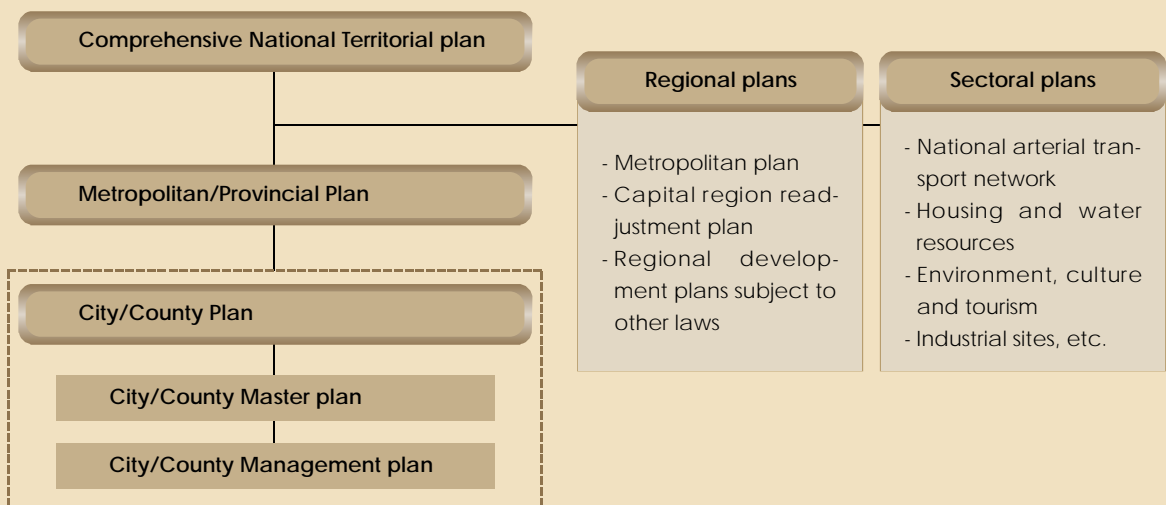 Comprehensive National Territorial plan
Metropolitan/Provincial Plan
City/County Plan
City/County Master plan
City/County Management plan
Regional plans
- Metropolitan plan
- Capital region read-
justment plan
- Regional develop-
ment plans subject to
other laws
Sectoral plans
- National arterial tran-
sport network
- Housing and water
resources
- Environment, culture
and tourism
- Industrial sites, etc.